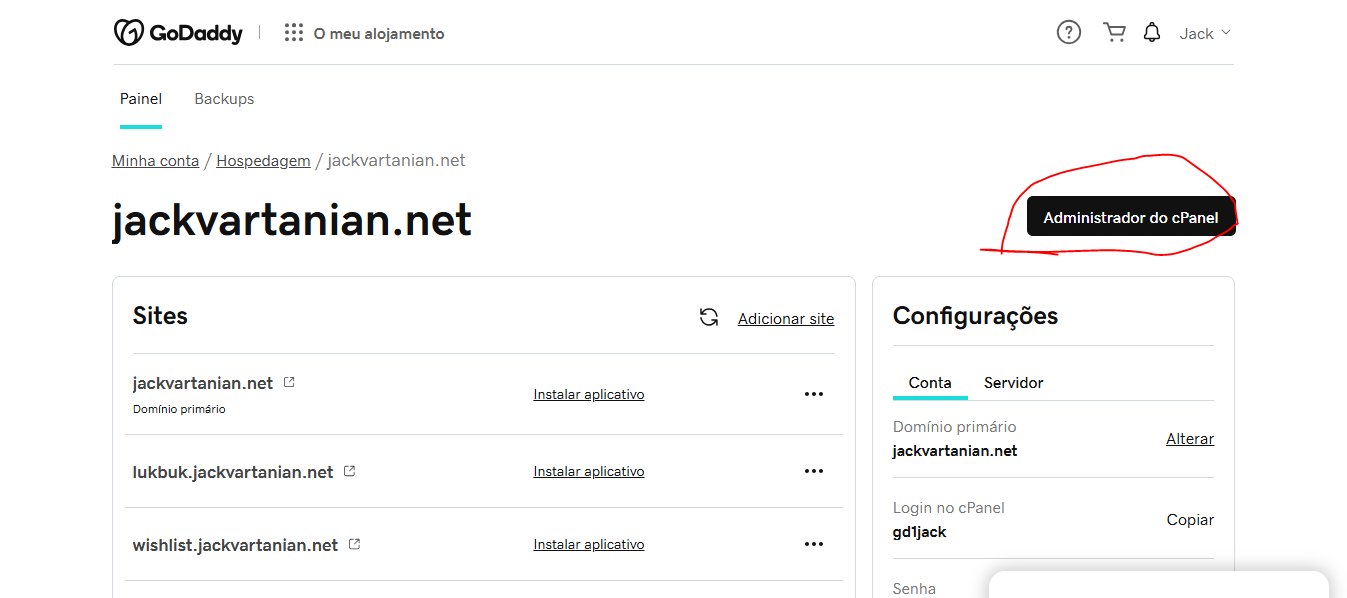 GoDaddy
O meu alojamento
?
Jack
Painel
Backups
Minha conta / Hospedagem / jackvartanian.net
jackvartanian.net
Administrador do cPanel
Sites
Adicionar site
jackvartanian.net
Domínio primário
Instalar aplicativo
lukbuk.jackvartanian.net
Instalar aplicativo
wishlist.jackvartanian.net
Instalar aplicativo
Configurações
Conta
Servidor
Domínio primário
jackvartanian.net
Alterar
Login no cPanel
gd1jack
Copiar
Senha